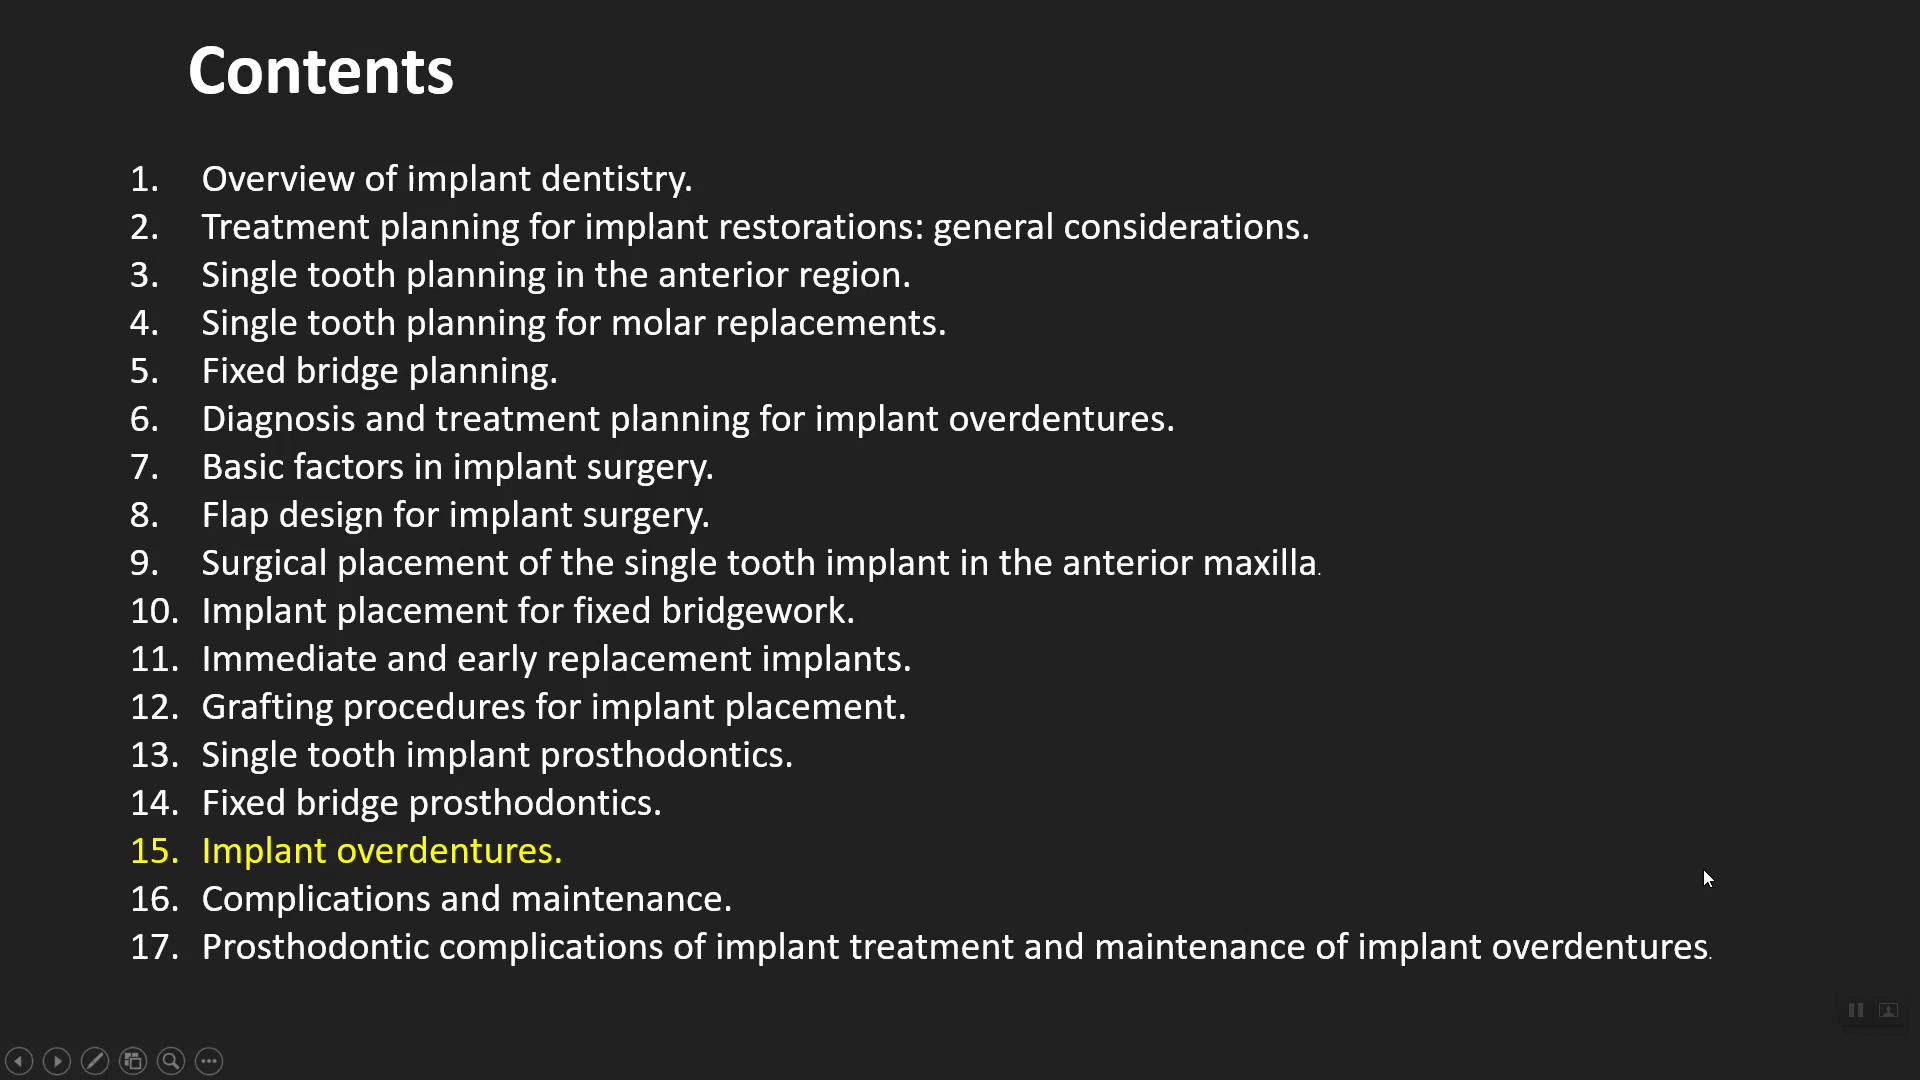 Contents
1. Overview of implant dentistry.
2. Treatment planning for implant restorations: general considerations.
3. Single tooth planning in the anterior region.
4. Single tooth planning for molar replacements.
5. Fixed bridge planning.
6. Diagnosis and treatment planning for implant overdentures.
7. Basic factors in implant surgery.
8. Flap design for implant surgery.
9. Surgical placement of the single tooth implant in the anterior maxilla.
10. Implant placement for fixed bridgework.
11. Immediate and early replacement implants.
12. Grafting procedures for implant placement.
13. Single tooth implant prosthodontics.
14. Fixed bridge prosthodontics.
15. Implant overdentures.
16. Complications and maintenance.
17. Prosthodontic complications of implant treatment and maintenance of implant overdentures.